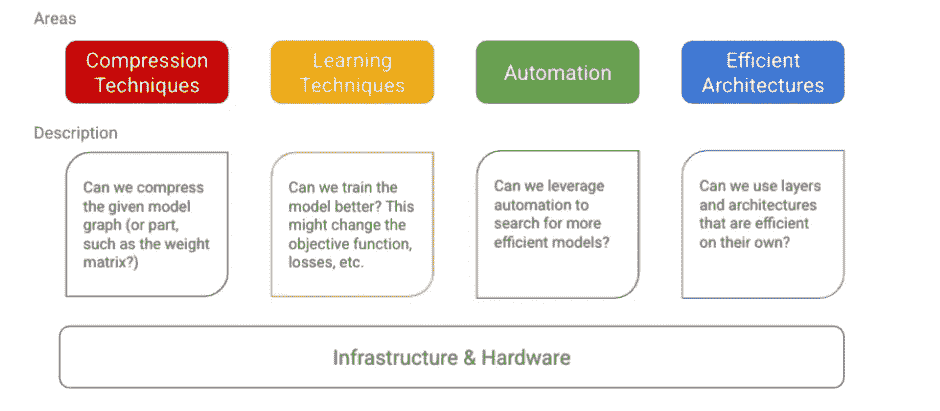 Areas
Compression
Techniques
Learning
Techniques
Automation
Efficient
Architectures
Description
Can we compress
the given model
graph (or part,
such as the weight
matrix?)
Can we train the
model better? This
might change the
objective function,
losses, etc.
Can we leverage
automation to
search for more
efficient models?
Can we use layers
and architectures
that are efficient
on their own?
Infrastructure & Hardware